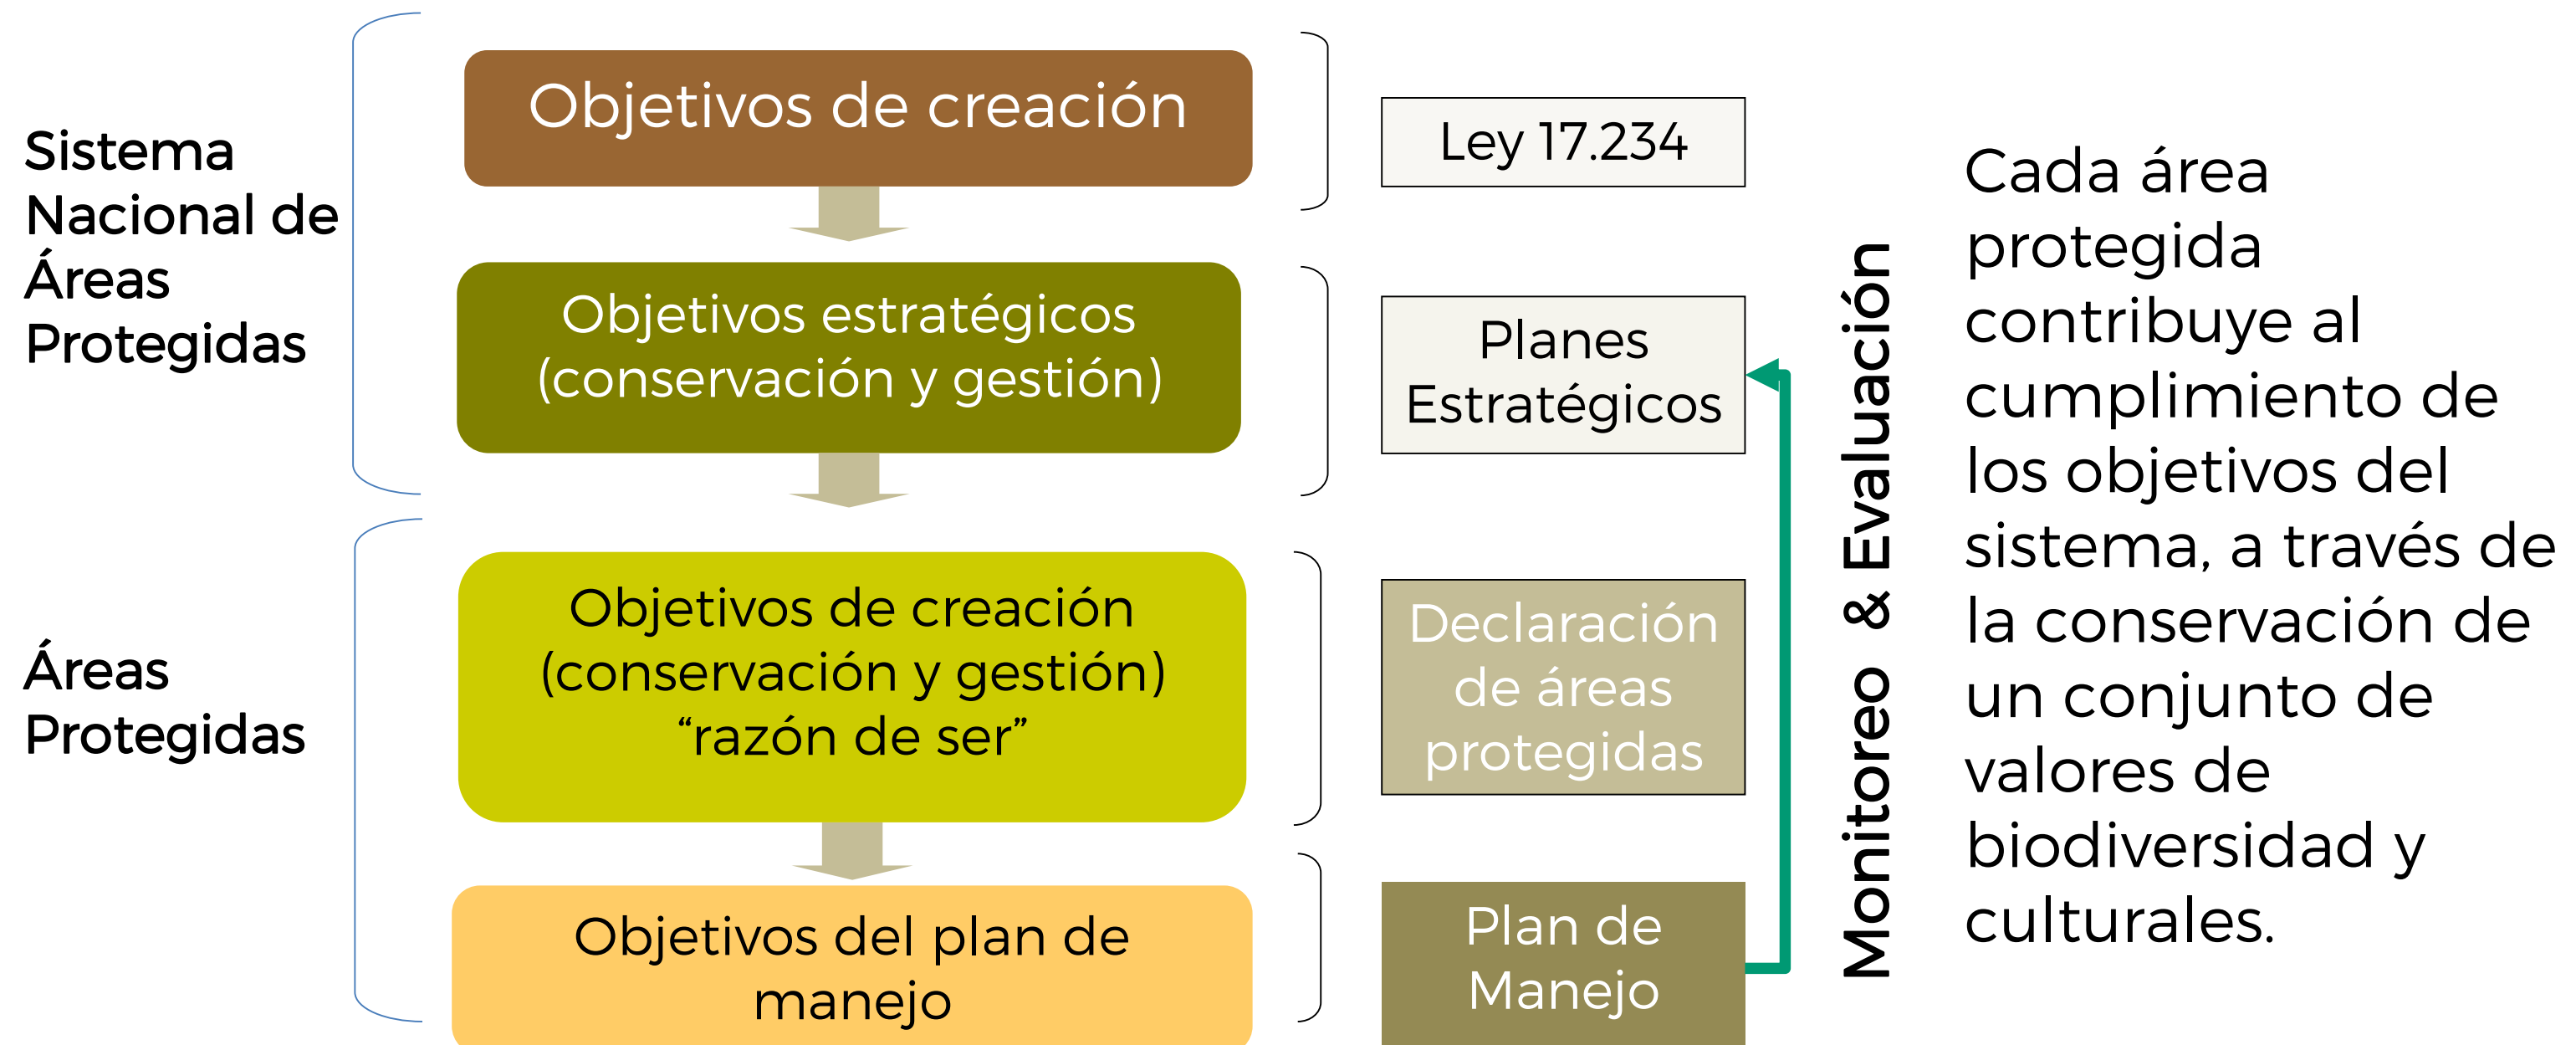 Sistema
Nacional de
Áreas
Protegidas
Objetivos de creación
Ley 17.234
Objetivos estratégicos
(conservación y gestión)
Planes
Estratégicos
Áreas
Protegidas
Objetivos de creación
(conservación y gestión)
“razón de ser”
Declaración
de áreas
protegidas
Objetivos del plan de
manejo
Plan de
Manejo
Monitoreo & Evaluación
Cada área
protegida
contribuye al
cumplimiento de
los objetivos del
sistema, a través de
la conservación de
un conjunto de
valores de
biodiversidad y
culturales.